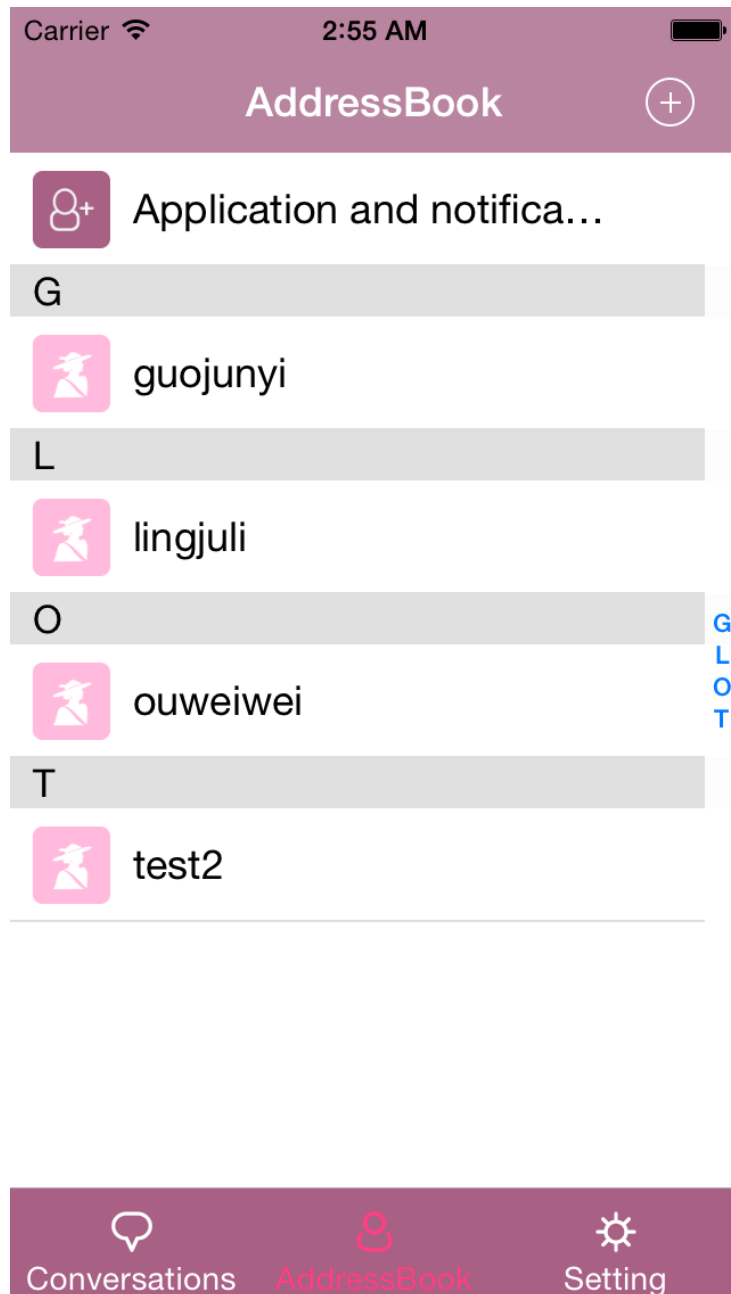 Carrier 2:55 AM
AddressBook
Application and notifica...
G
guojunyi
L
lingjuli
O
ouweiwei
T
test2
G
L
O
T
Conversations AddressBook Setting